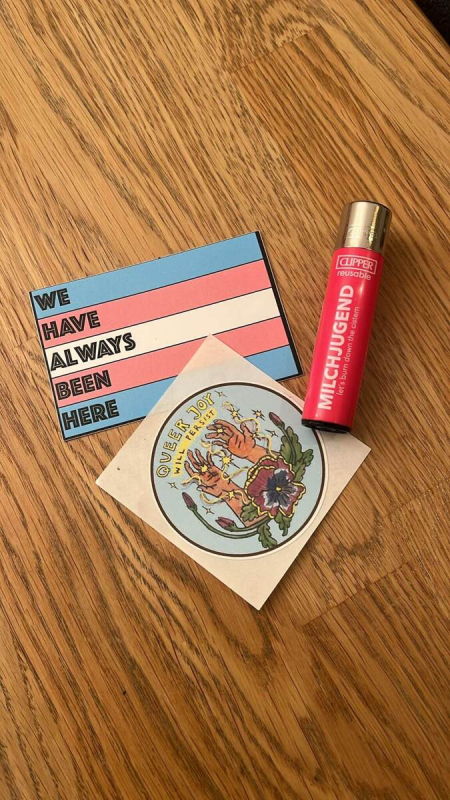 WE
HAVE
ALWAYS
BEEN
HERE
QUEER JOY
WILL PERSIST
CLIPPER
reusable
MILCHJUGEND
let's burn down the cistem